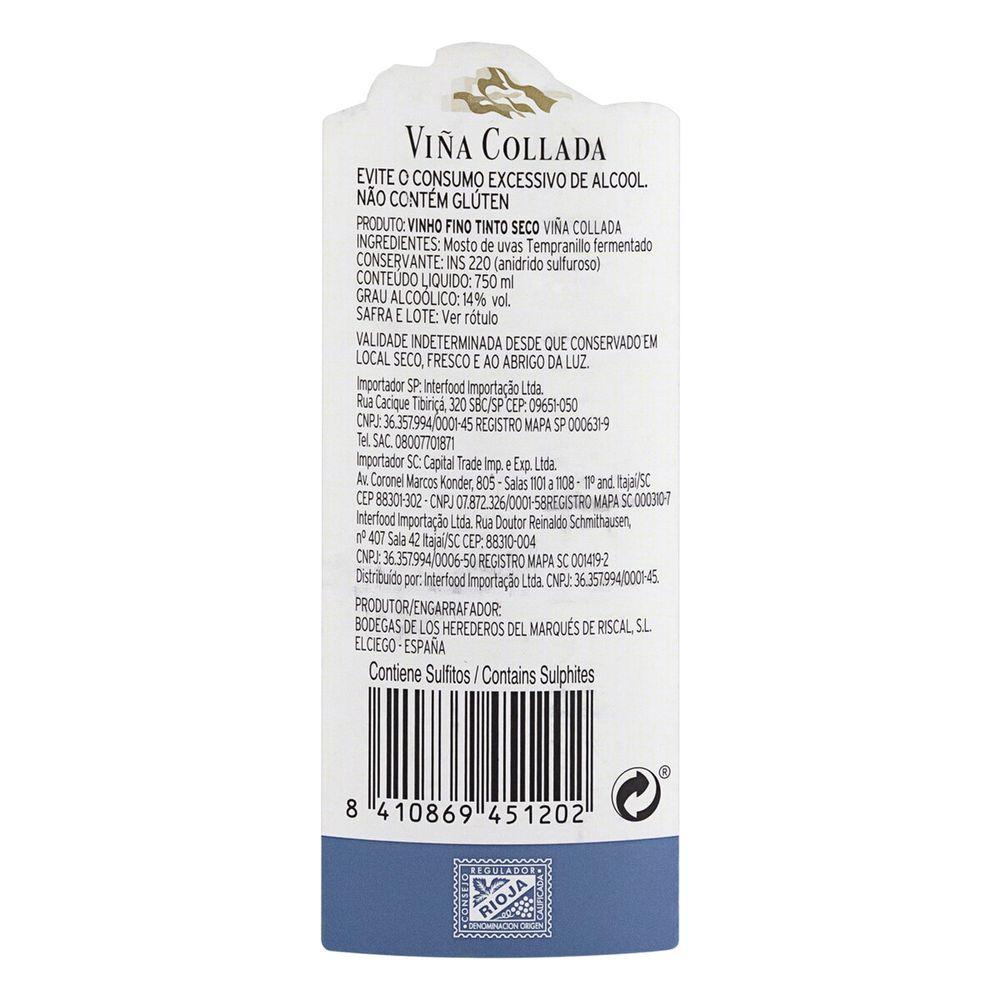 VIÑA COLLADA
EVITE O CONSUMO EXCESSIVO DE ALCOOL.
NÃO CONTÉM GLÚTEN
PRODUTO: VINHO FINO TINTO SECO VIÑA COLLADA
INGREDIENTES: Mosto de uvas Tempranillo fermentado
CONSERVANTE: INS 220 (anidrido sulfuroso)
CONTEÚDO LIQUIDO: 750 ml
GRAU ALCOÓLICO: 14% vol.
SAFRA E LOTE: Ver rótulo
VALIDADE INDETERMINADA DESDE QUE CONSERVADO EM
LOCAL SECO, FRESCO E AO ABRIGO DA LUZ.
Importador SP: Interfood Importação Ltda.
Rua Cacique Tibiriçá, 320 SBC/SP CEP: 09651-050
CNPJ: 36.357.994/0001-45 REGISTRO MAPA SP 000631-9
Tel. SAC. 08007701871
Importador SC: Capital Trade Imp. e Exp. Ltda.
Av. Coronel Marcos Konder, 805 - Salas 1101 a 1108 - 11º and. Itajaí/SC
CEP 88301-302 - CNPJ 07.872.326/0001-58REGISTRO MAPA SC 000310-7
Interfood Importação Ltda. Rua Doutor Reinaldo Schmithausen,
nº 407 Sala 42 Itajaí/SC CEP: 88310-004
CNPJ: 36.357.994/0006-50 REGISTRO MAPA SC 001419-2
Distribuído por: Interfood Importação Ltda. CNPJ: 36.357.994/0001-45.
PRODUTOR/ENGARRAFADOR:
BODEGAS DE LOS HEREDEROS DEL MARQUÉS DE RISCAL, S.L.
ELCIEGO - ESPAÑA
Contiene Sulfitos / Contains Sulphites
8 410869 451202
®
CONSEJO REGULADOR
RIOJA
DENOMINACION ORIGEN CALIFICADA